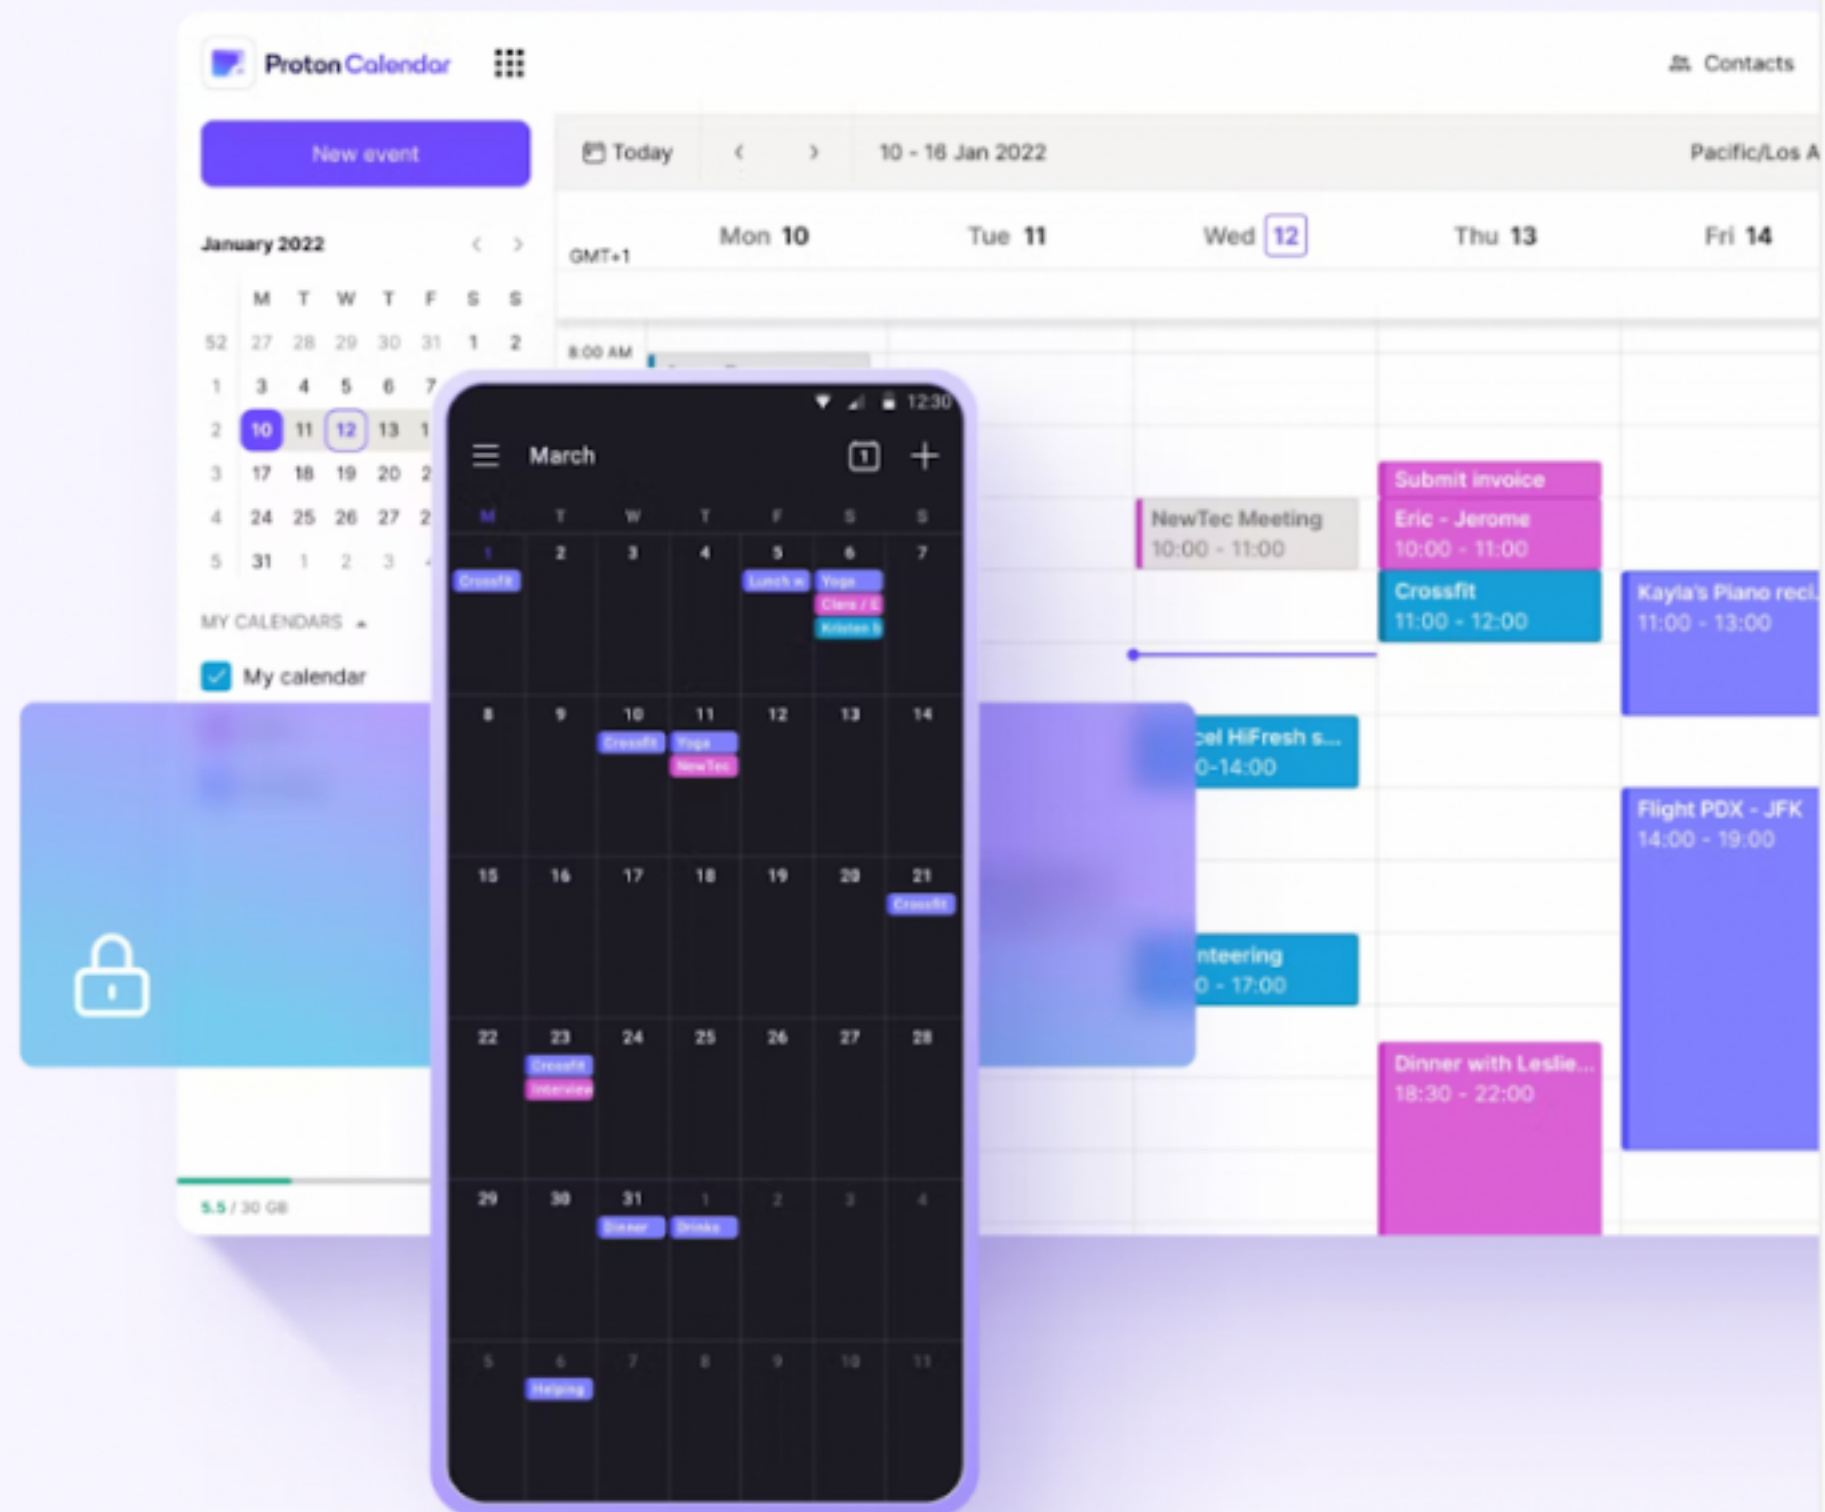 Proton Calendar
Contacts
New event
Today
10 - 16 Jan 2022
Pacific/Los A
January 2022
GMT+1
Mon 10
Tue 11
Wed 12
Thu 13
Fri 14
M T W T F S S
52 27 28 29 30 31 1 2
1 3 4 5 6 7
2 10 11 12 13 1
3 17 18 19 20 2
4 24 25 26 27 2
5 31 1 2 3
MY CALENDARS
My calendar
5.5 / 30 GB
8:00 AM
12:30
March
1
M T W T F S S
1 2 3 4 5 6 7
Crossfit
Lunch w
Yoga
Clara / E
Kristen b
8 9 10 11 12 13 14
Crossfit
Yoga
NewTec
15 16 17 18 19 20 21
Crossfit
22 23 24 25 26 27 28
Crossfit
Interview
29 30 31 1 2 3 4
Dinner
Drinks
5 6 7 8 9 10 11
Helping
NewTec Meeting
10:00 - 11:00
cel HiFresh s...
0-14:00
nteering
0 - 17:00
Submit invoice
Eric - Jerome
10:00 - 11:00
Crossfit
11:00 - 12:00
Dinner with Leslie...
18:30 - 22:00
Kayla's Piano reci.
11:00 - 13:00
Flight PDX - JFK
14:00 - 19:00